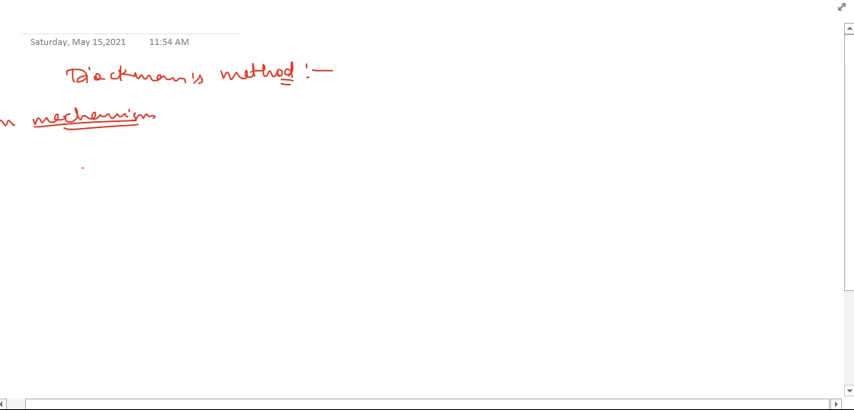 Saturday, May 15,2021 11:54 AM
Dieckmann's method :—
n mechanism